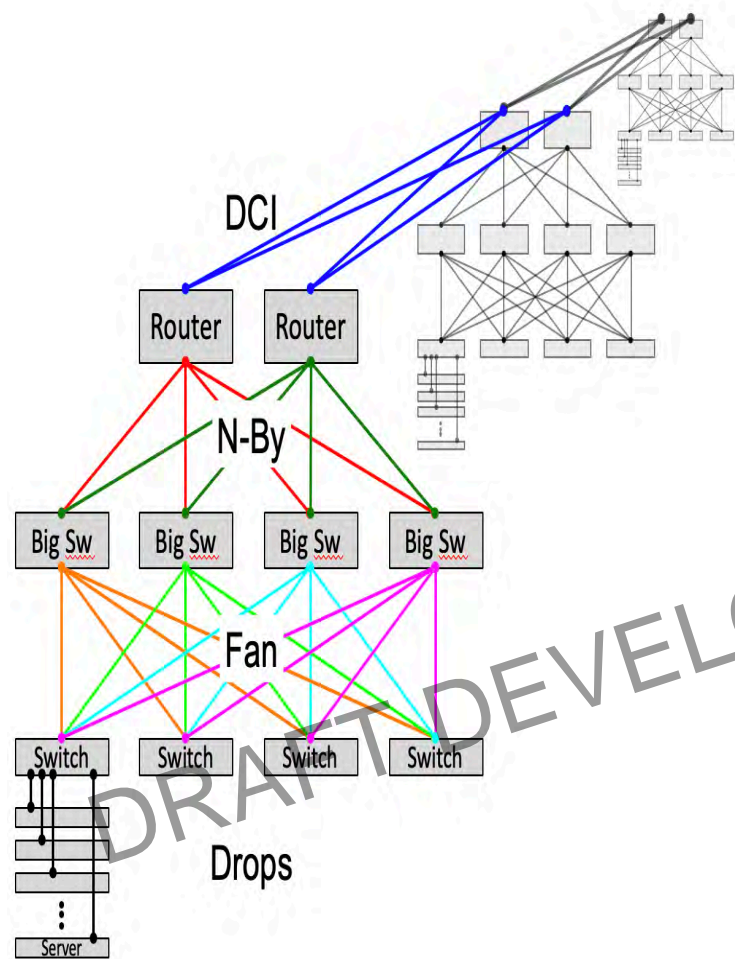 DCI
Router Router
N-By
Big Sw Big Sw Big Sw Big Sw
Fan
Switch Switch Switch Switch
Drops
Server
DRAFT DEVELO